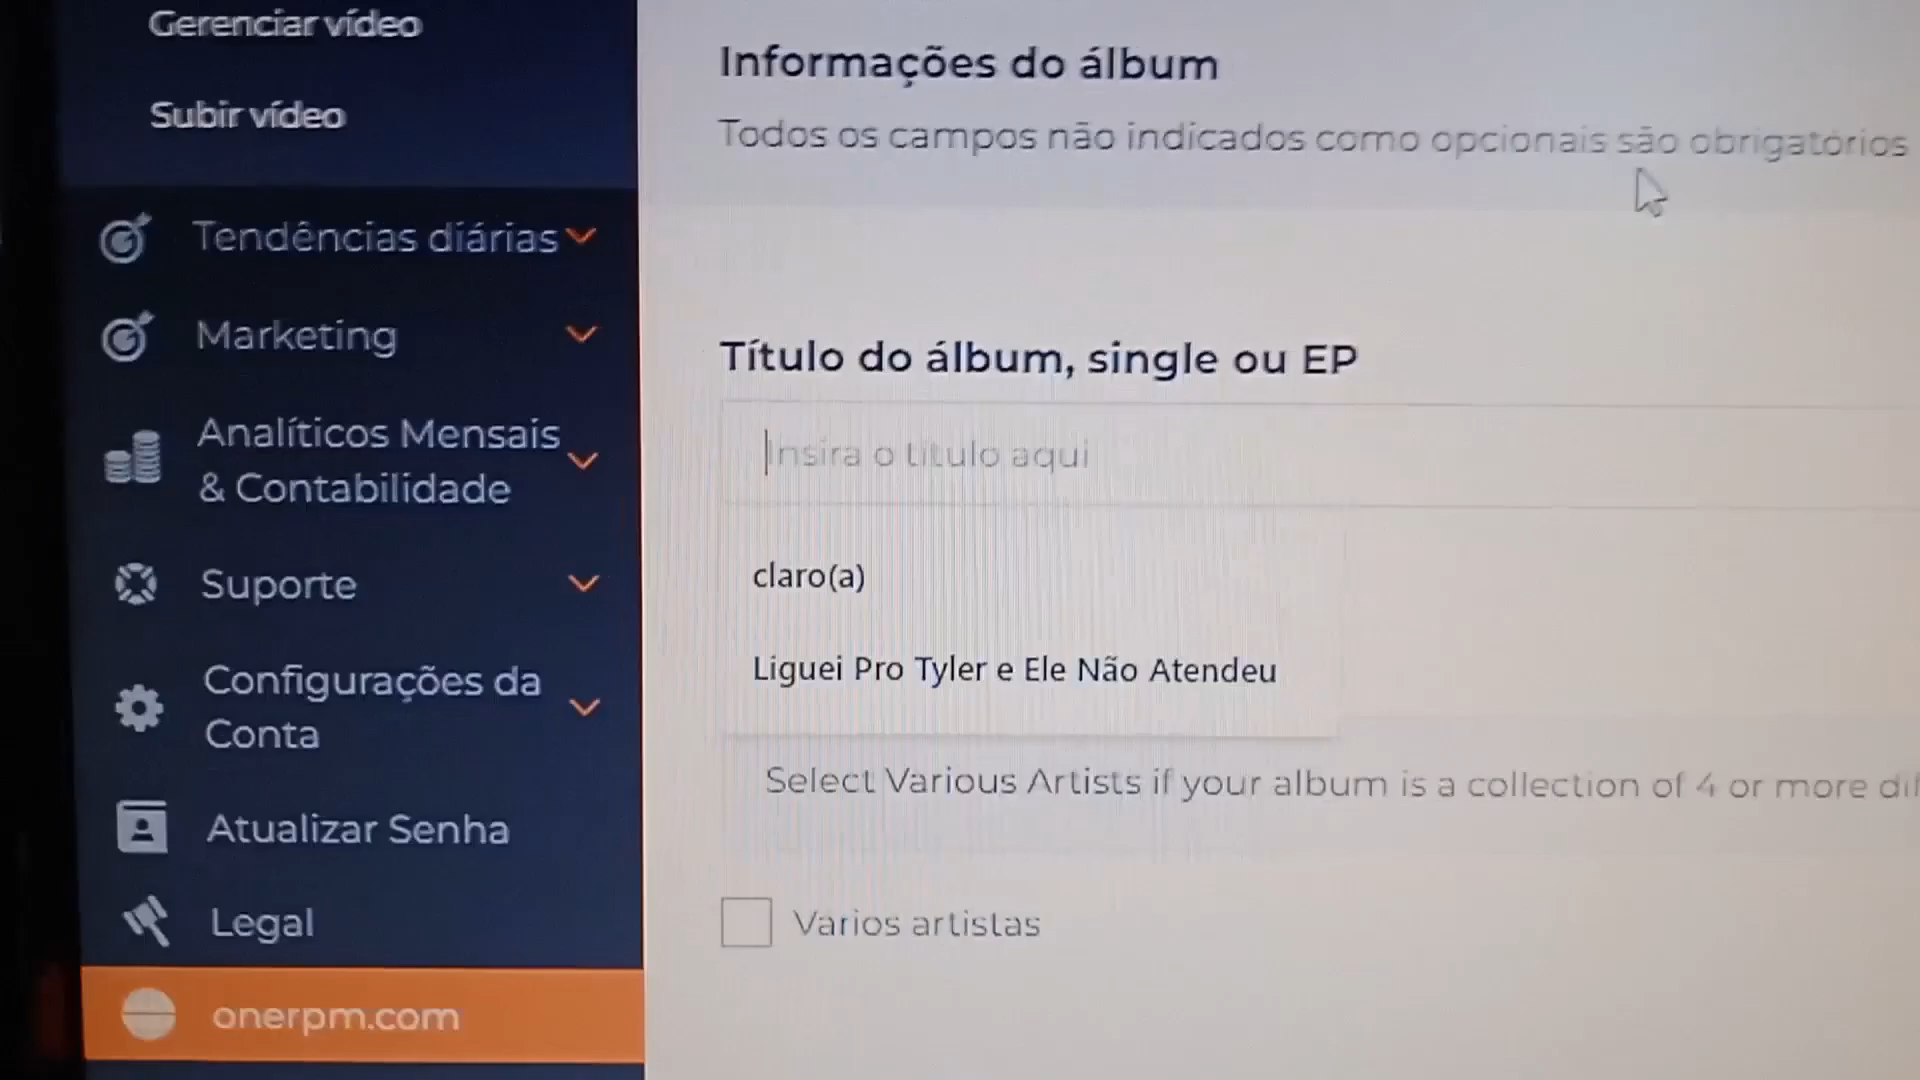 Gerenciar vídeo
Subir vídeo
Tendências diárias
Marketing
Analíticos Mensais
& Contabilidade
Suporte
Configurações da
Conta
Atualizar Senha
Legal
onerpm.com
Informações do álbum
Todos os campos não indicados como opcionais são obrigatórios
Título do álbum, single ou EP
Insira o título aqui
claro(a)
Liguei Pro Tyler e Ele Não Atendeu
Select Various Artists if your album is a collection of 4 or more
Varios artistas